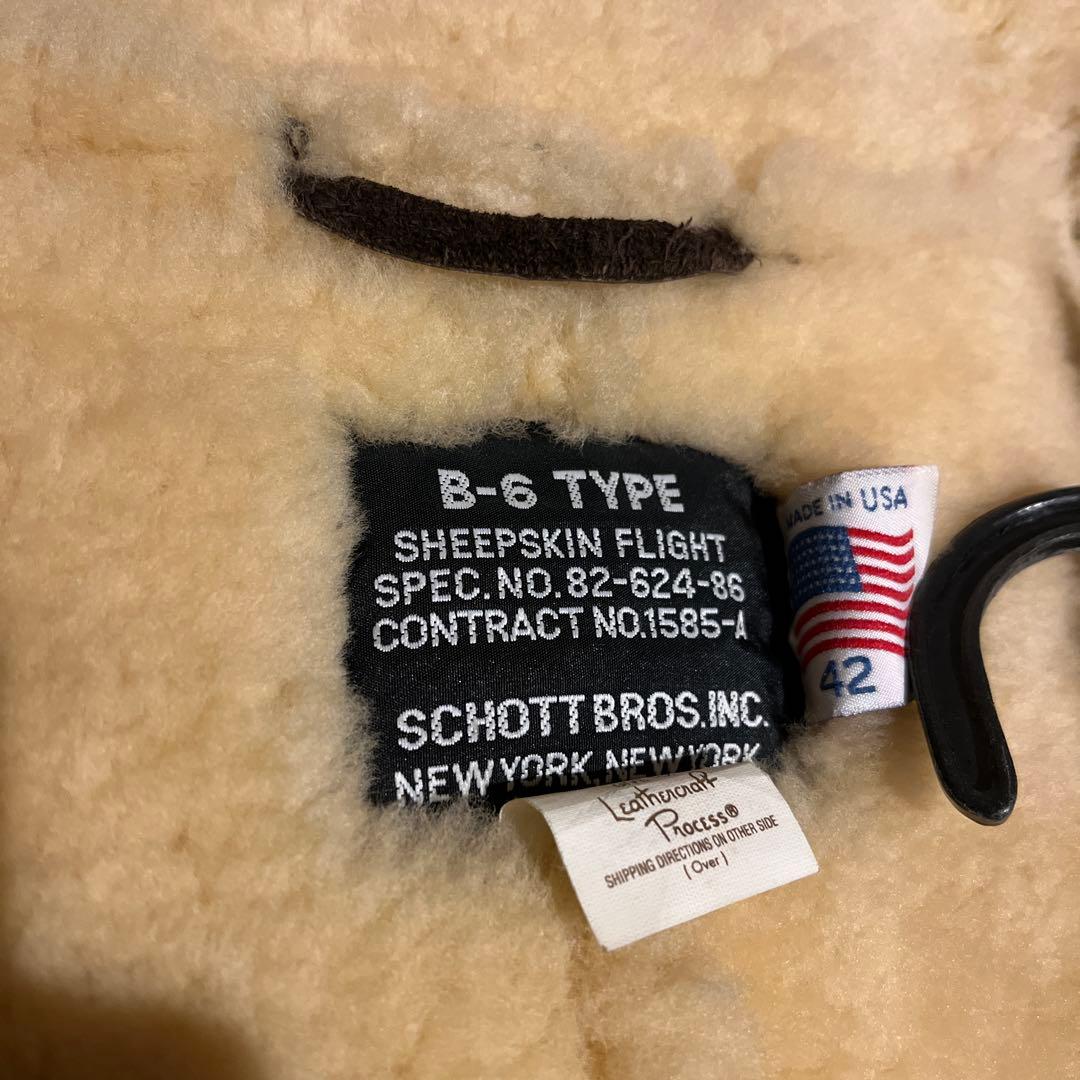 B-6 TYPE
SHEEPSKIN FLIGHT
SPEC. NO. 82-624-86
CONTRACT NO.1585-A
SCHOTT BROS. INC.
NEW YORK, NEW YORK
MADE IN USA
42
Leathercraft
Process®
SHIPPING DIRECTIONS ON OTHER SIDE
(Over)